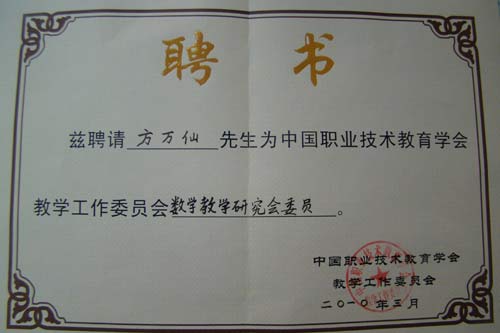 聘 书
兹聘请 方万仙 先生为中国职业技术教育学会
教学工作委员会数学教学研究会委员。
中国职业技术教育学会
教学工作委员会
二〇一〇年三月